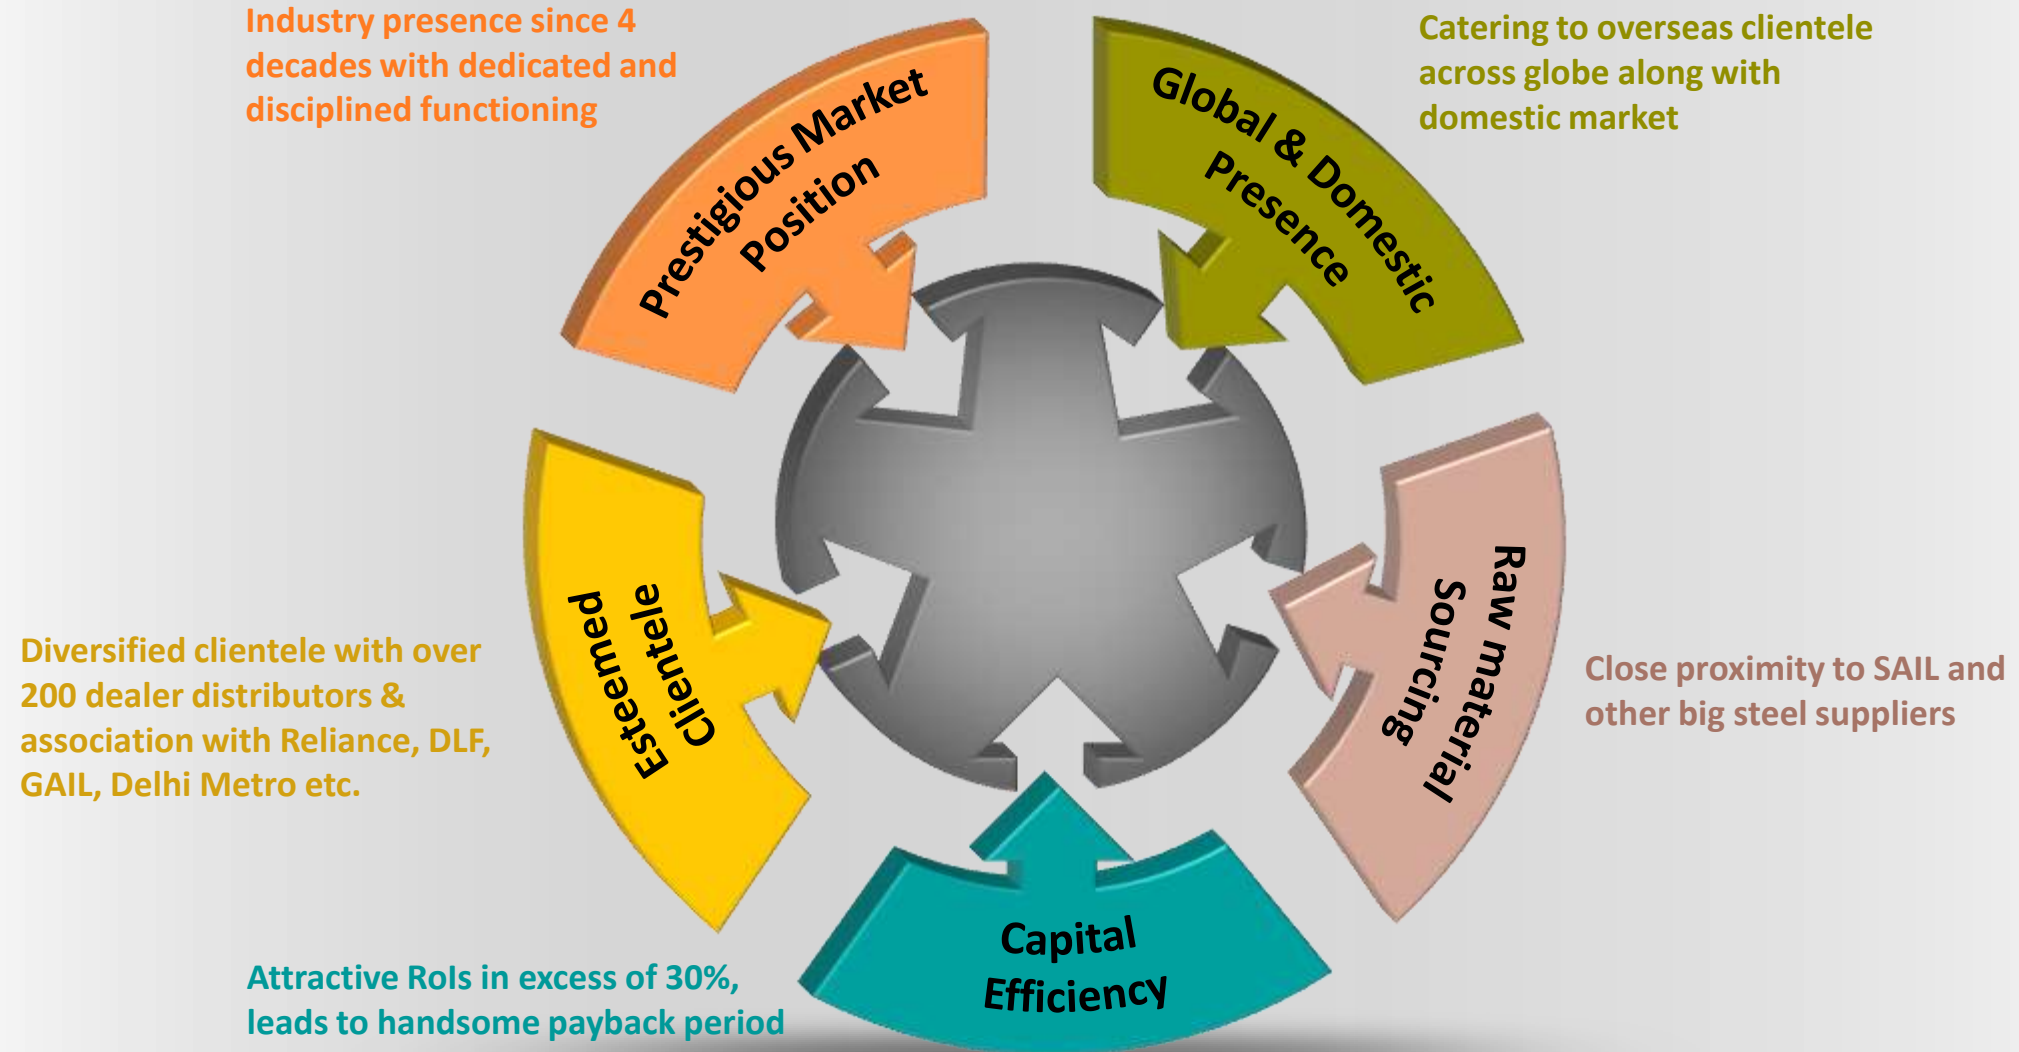 Industry presence since 4
decades with dedicated and
disciplined functioning
Prestigious Market
Position
Global & Domestic
Presence
Catering to overseas clientele
across globe along with
domestic market
Esteemed
Clientele
Diversified clientele with over
200 dealer distributors &
association with Reliance, DLF,
GAIL, Delhi Metro etc.
Raw material
Sourcing
Close proximity to SAIL and
other big steel suppliers
Capital
Efficiency
Attractive RoIs in excess of 30%,
leads to handsome payback period